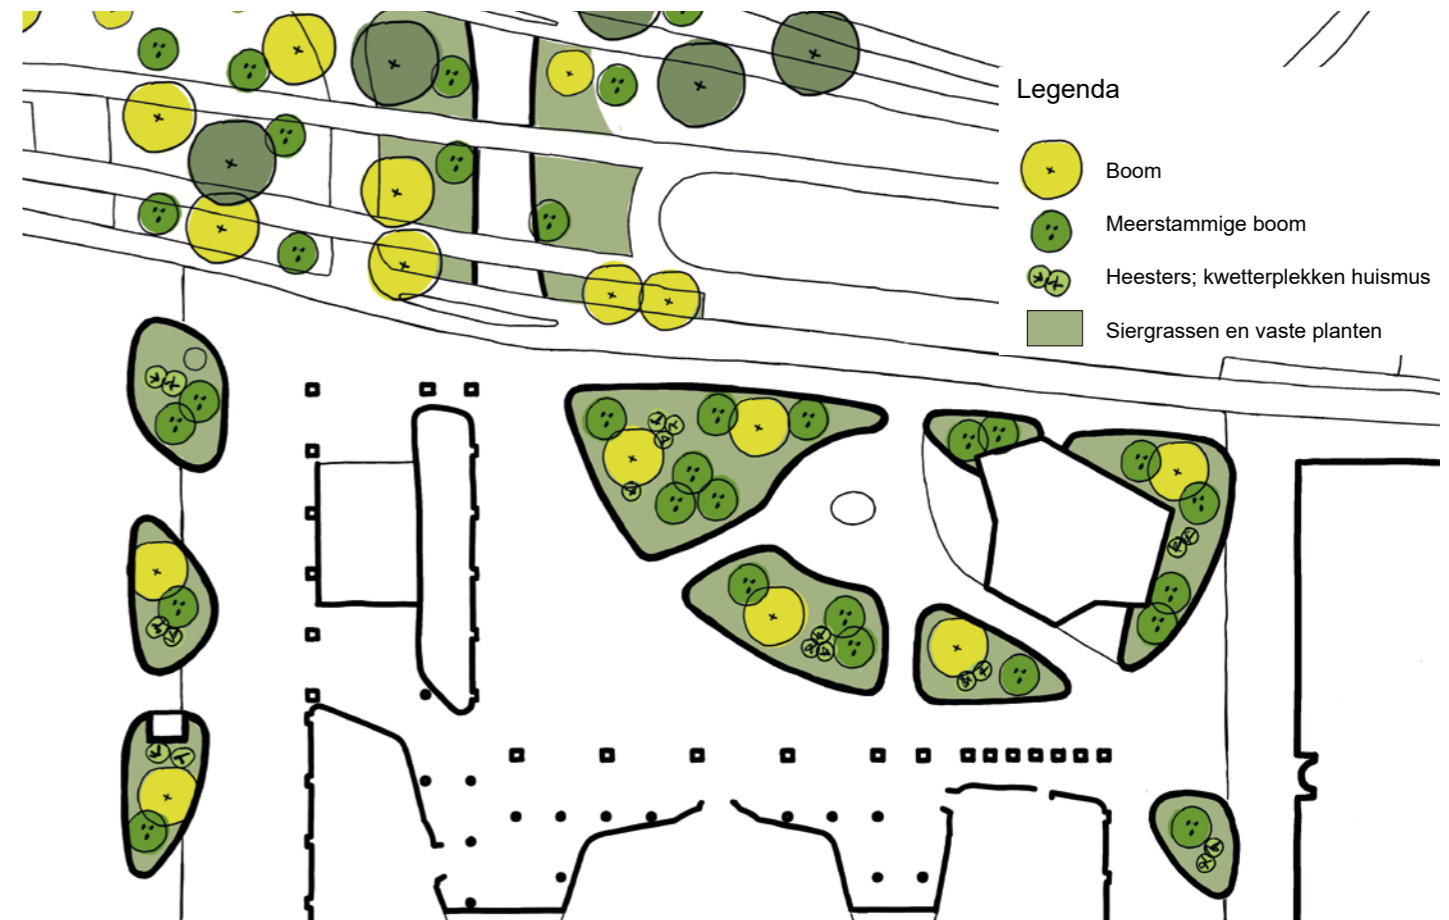 Legenda
Boom
Meerstammige boom
Heesters; kwetterplekken huismus
Siergrassen en vaste planten